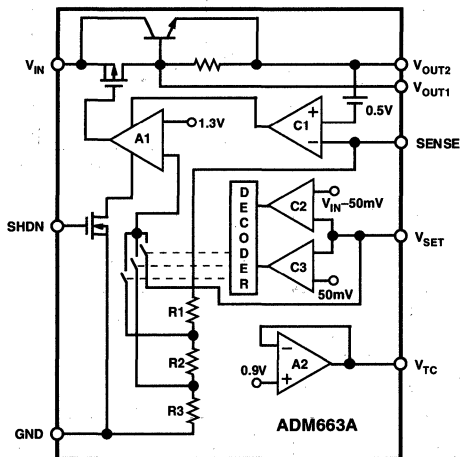 VIN
VOUT2
VOUT1
0.5V
A1
1.3V
C1
+
−
SENSE
DECODER
C2
VIN–50mV
SHDN
VSET
C3
50mV
R1
R2
A2
−
+
0.9V
VTC
R3
ADM663A
GND